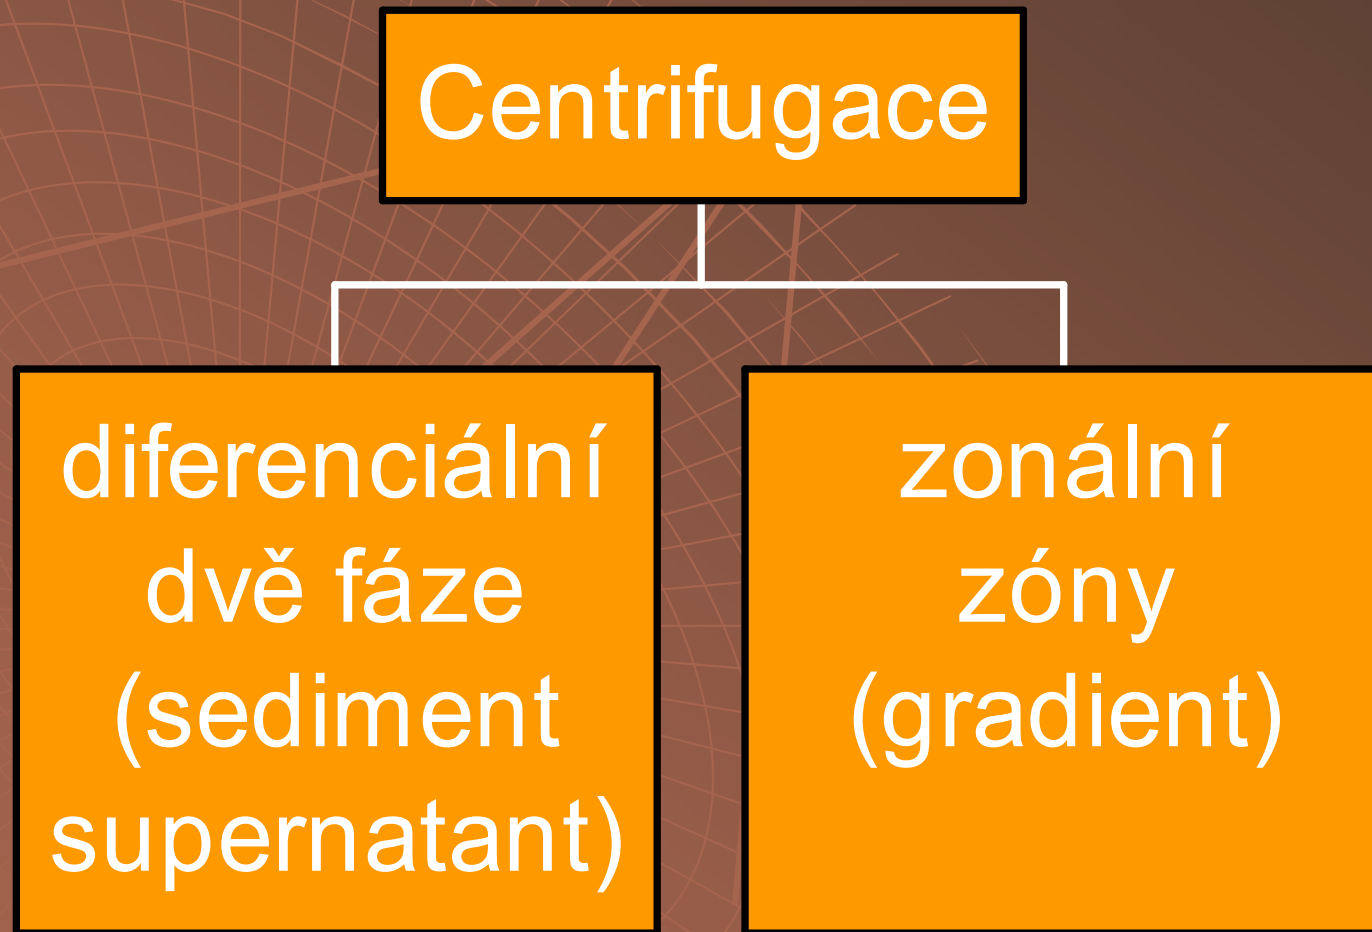 Centrifugace
diferenciální
dvě fáze
(sediment
supernatant)
zonální
zóny
(gradient)